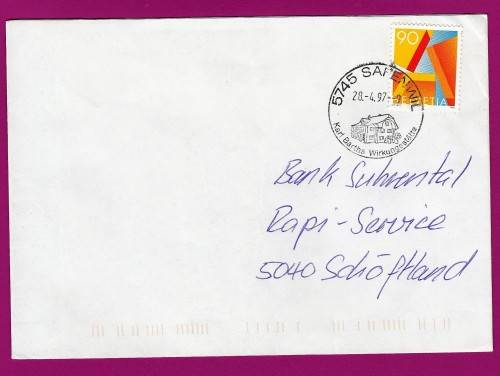 90
HELVETIA
5745 SAFENWIL
28.-4.97-
Karl Barths Wirkungsstätte
Bank Suhrental
Rapi-Service
5040 Schöftland